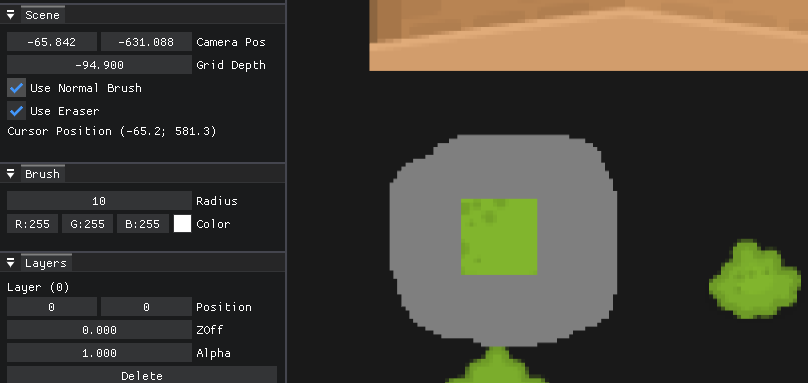 Scene
-65.842 -631.088 Camera Pos
-94.900 Grid Depth
Use Normal Brush
Use Eraser
Cursor Position (-65.2; 581.3)
Brush
10 Radius
R:255 G:255 B:255 Color
Layers
Layer (0)
0 0 Position
0.000 ZOff
1.000 Alpha
Delete